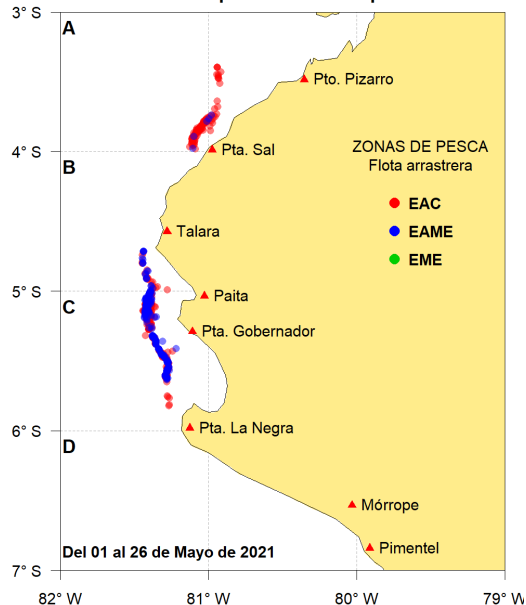 3° S
A
Pto. Pizarro
ZONAS DE PESCA
Flota arrastrera
4° S
Pta. Sal
B
EAC
Talara
EAME
EME
5° S
Paita
C
Pta. Gobernador
6° S
Pta. La Negra
D
Mórrope
Pimentel
Del 01 al 26 de Mayo de 2021
7° S
82° W
81° W
80° W
79° W